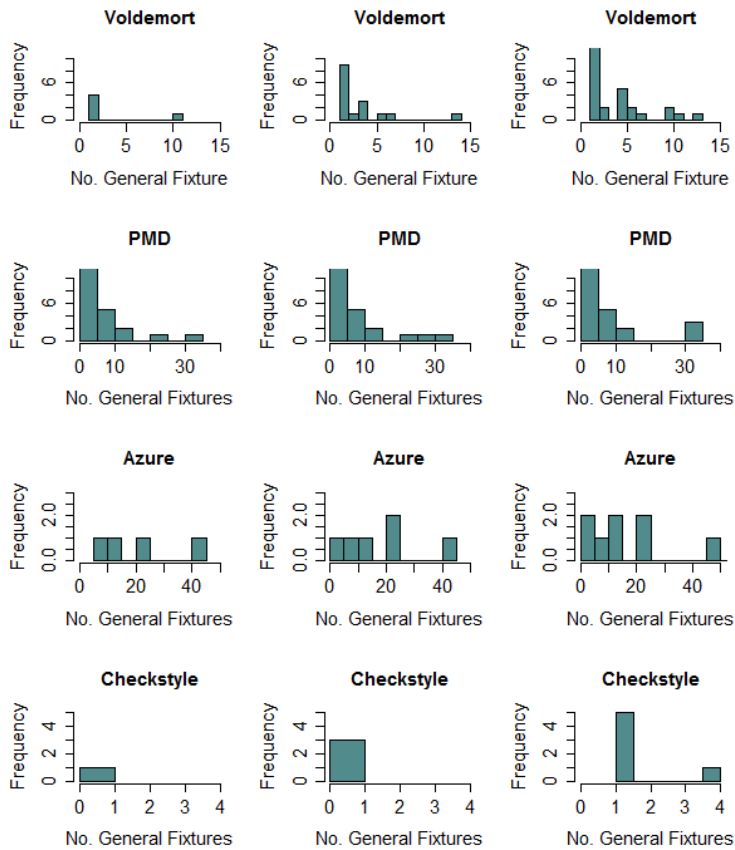 Voldemort Voldemort Voldemort
Frequency Frequency Frequency
6 6 6
0 0 0
0 5 10 15 0 5 10 15 0 5 10 15
No. General Fixture No. General Fixture No. General Fixture
PMD PMD PMD
Frequency Frequency Frequency
6 6 6
0 0 0
10 30 0 10 30 10 30
No. General Fixtures No. General Fixtures No. General Fixtures
Azure Azure Azure
Frequency Frequency Frequency
2.0 2.0 2.0
0.0 0.0 0.0
0 20 40 0 20 40 0 20 40
No. General Fixtures No. General Fixtures No. General Fixtures
Checkstyle Checkstyle Checkstyle
Frequency Frequency Frequency
4 4 4
2 2 2
0 0 0
0 1 2 3 4 0 1 2 3 4 0 1 2 3 4
No. General Fixtures No. General Fixtures No. General Fixtures